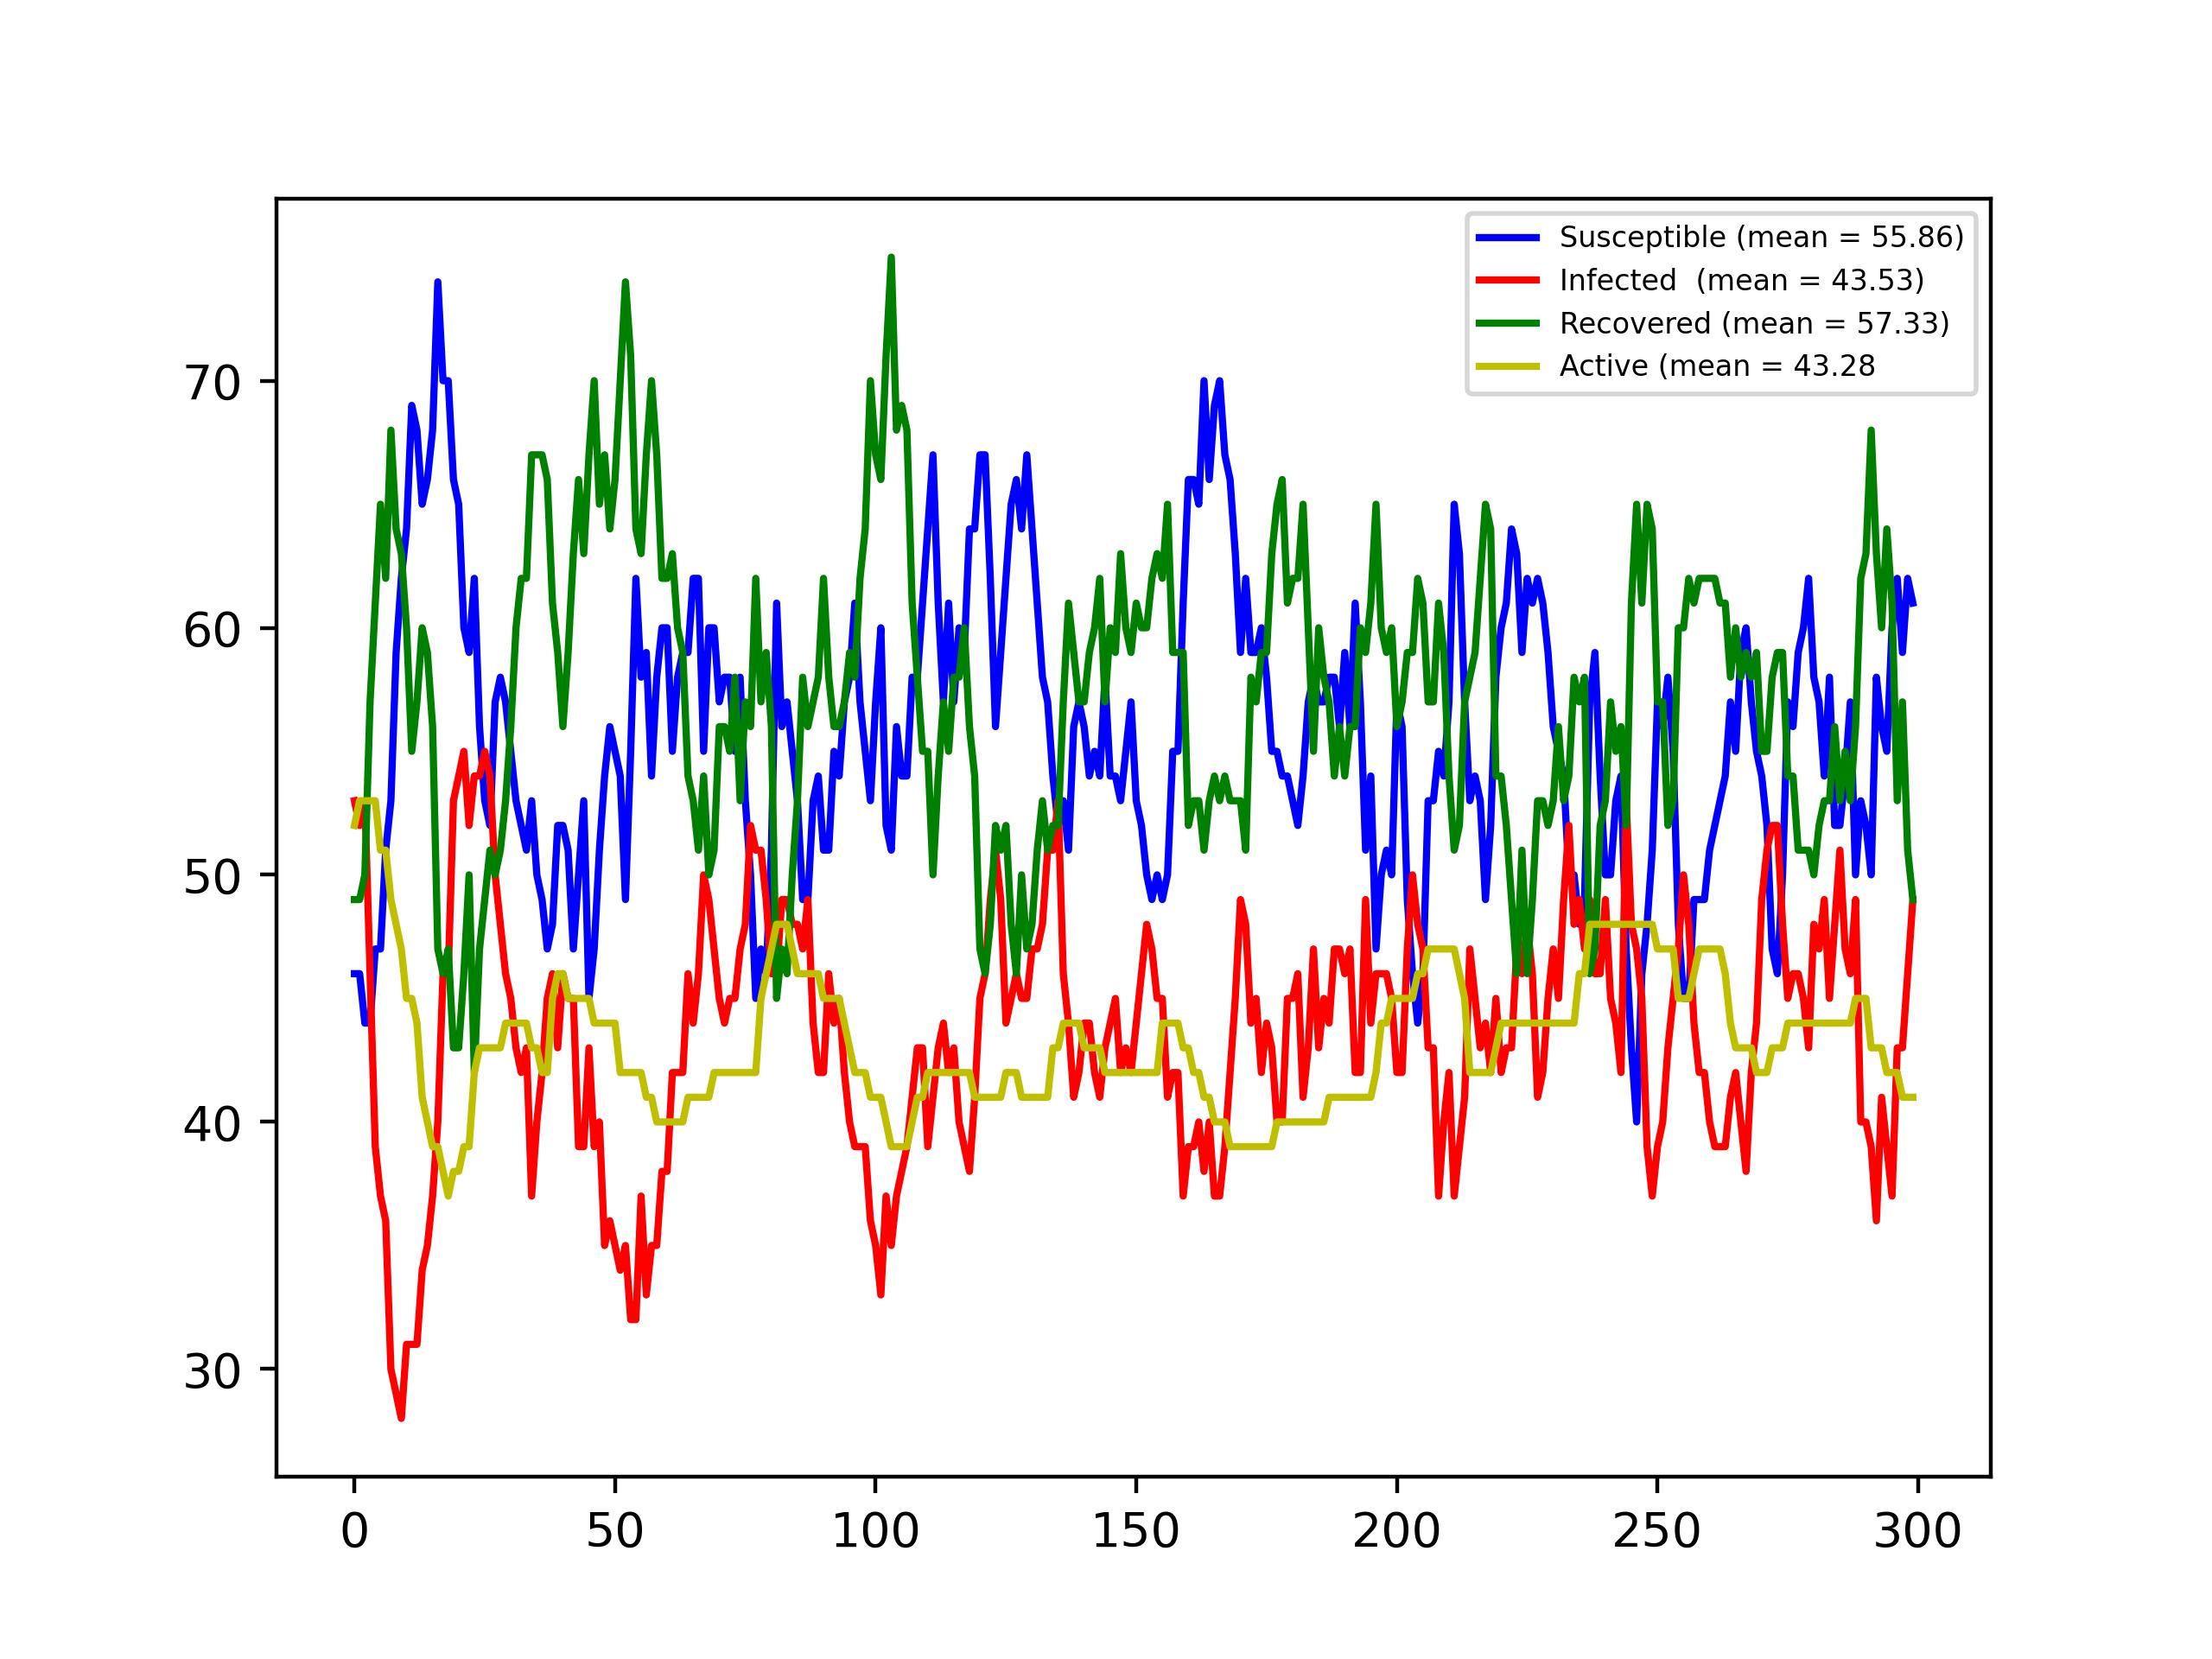 Susceptible (mean = 55.86)
Infected  (mean = 43.53)
Recovered (mean = 57.33)
Active (mean = 43.28
70
60
50
40
30
0 50 100 150 200 250 300